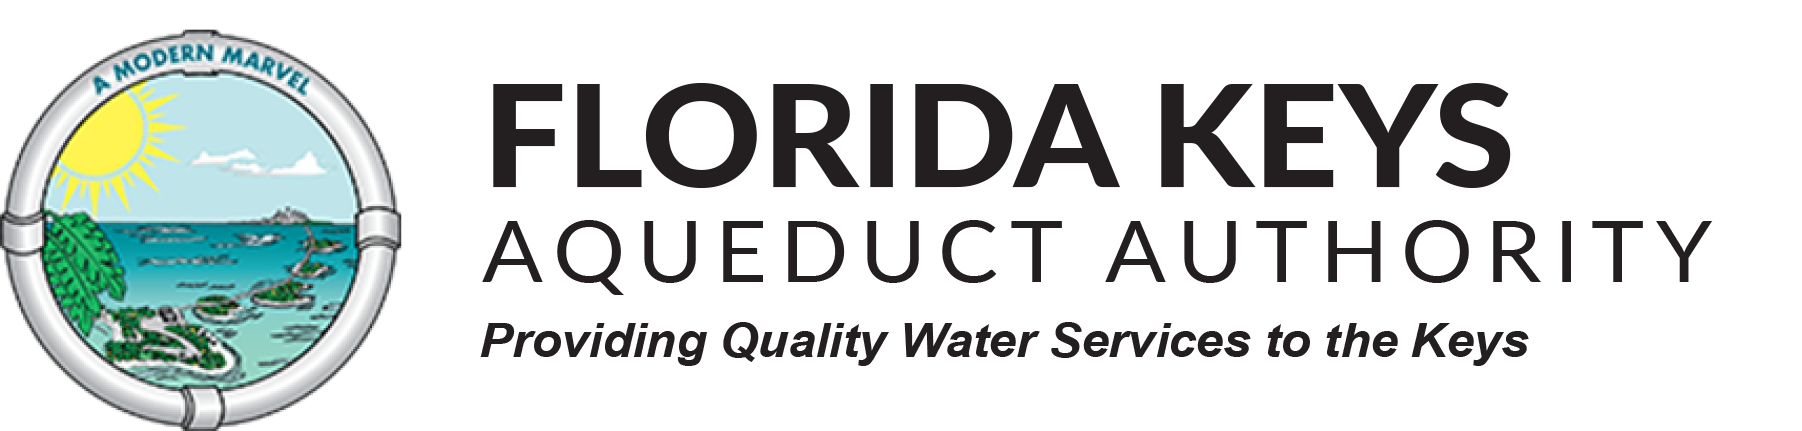 A MODERN MARVEL
FLORIDA KEYS
AQUEDUCT AUTHORITY
Providing Quality Water Services to the Keys